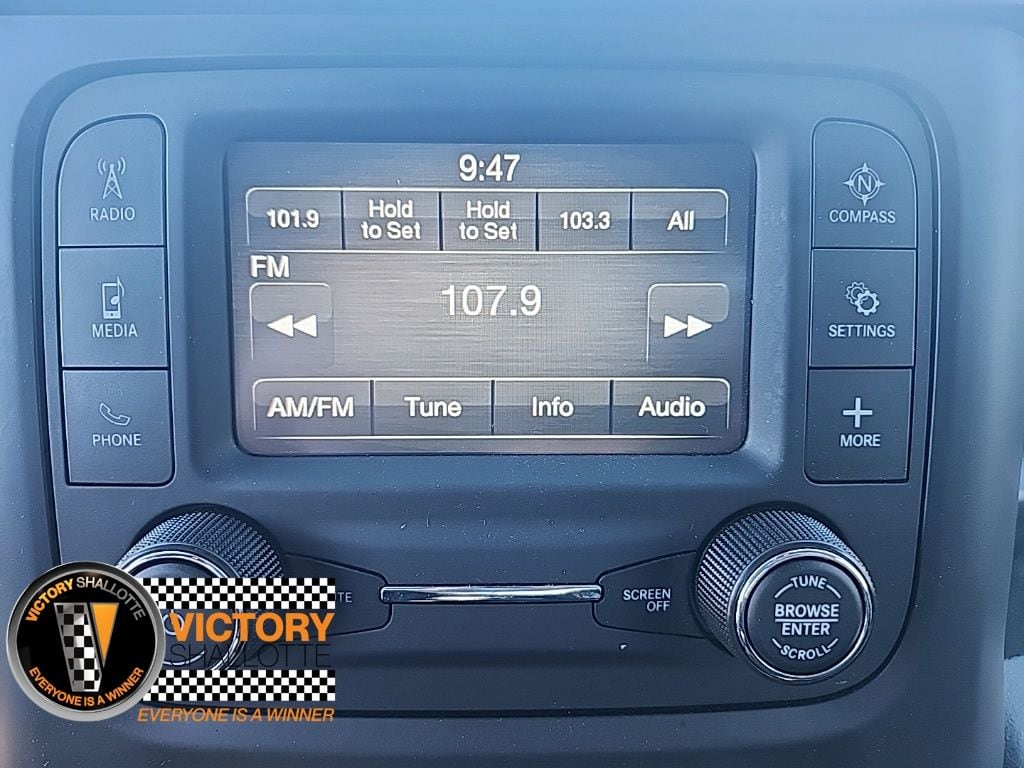 9:47
101.9 Hold to Set Hold to Set 103.3 All
FM
107.9
AM/FM Tune Info Audio
RADIO
MEDIA
PHONE
N
COMPASS
SETTINGS
MORE
SCREEN
OFF
TUNE
BROWSE
ENTER
SCROLL
VICTORY SHALLOTTE
EVERYONE IS A WINNER
VICTORY
SHALLOTTE
EVERYONE IS A WINNER